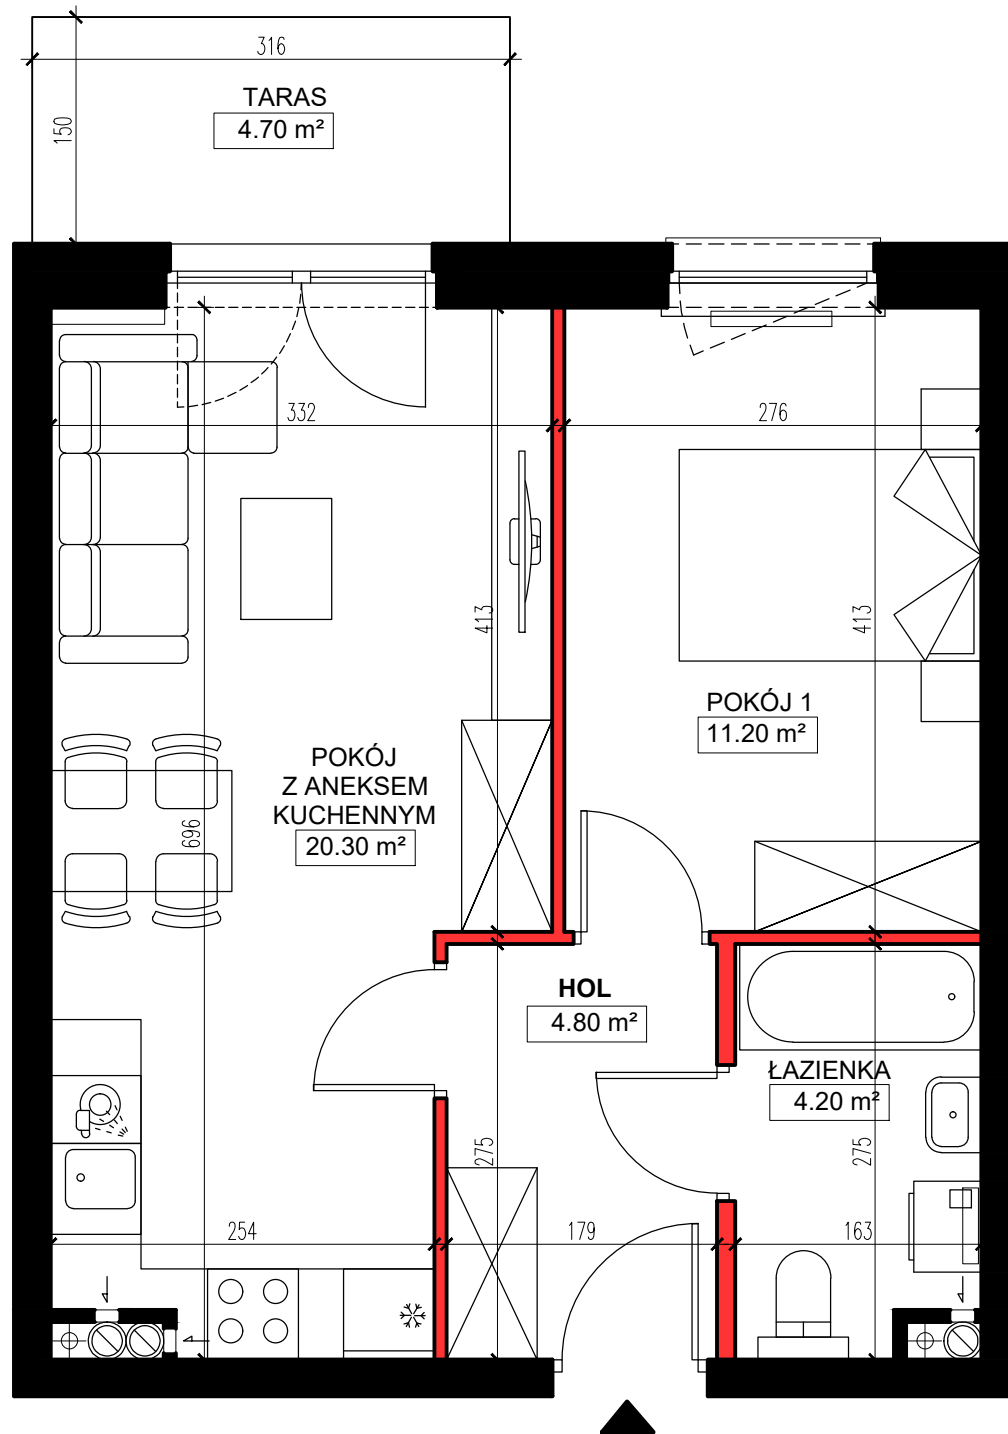 316
150
TARAS
4.70 m²
332
276
413
413
POKÓJ 1
11.20 m²
POKÓJ
Z ANEKSEM
KUCHENNYM
20.30 m²
696
HOL
4.80 m²
ŁAZIENKA
4.20 m²
275
275
254
179
163